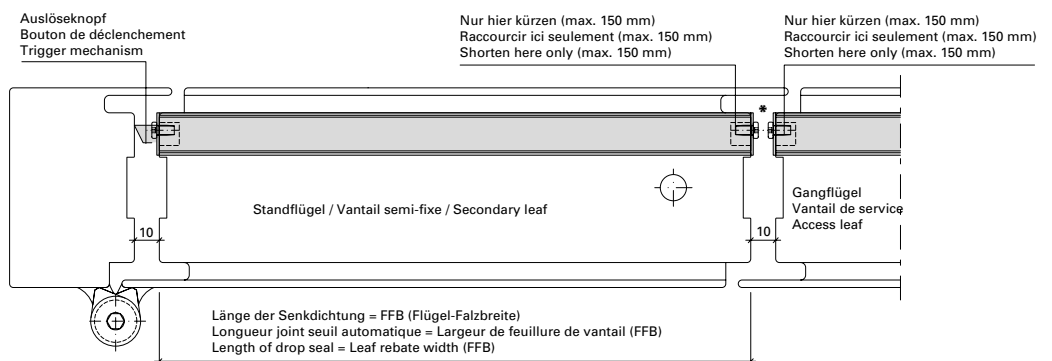 Auslöseknopf
Bouton de déclenchement
Trigger mechanism
Nur hier kürzen (max. 150 mm)
Raccourcir ici seulement (max. 150 mm)
Shorten here only (max. 150 mm)
Nur hier kürzen (max. 150 mm)
Raccourcir ici seulement (max. 150 mm)
Shorten here only (max. 150 mm)
*
Standflügel / Vantail semi-fixe / Secondary leaf
Gangflügel
Vantail de service
Access leaf
10
10
Länge der Senkdichtung = FFB (Flügel-Falzbreite)
Longueur joint seuil automatique = Largeur de feuillure de vantail (FFB)
Length of drop seal = Leaf rebate width (FFB)